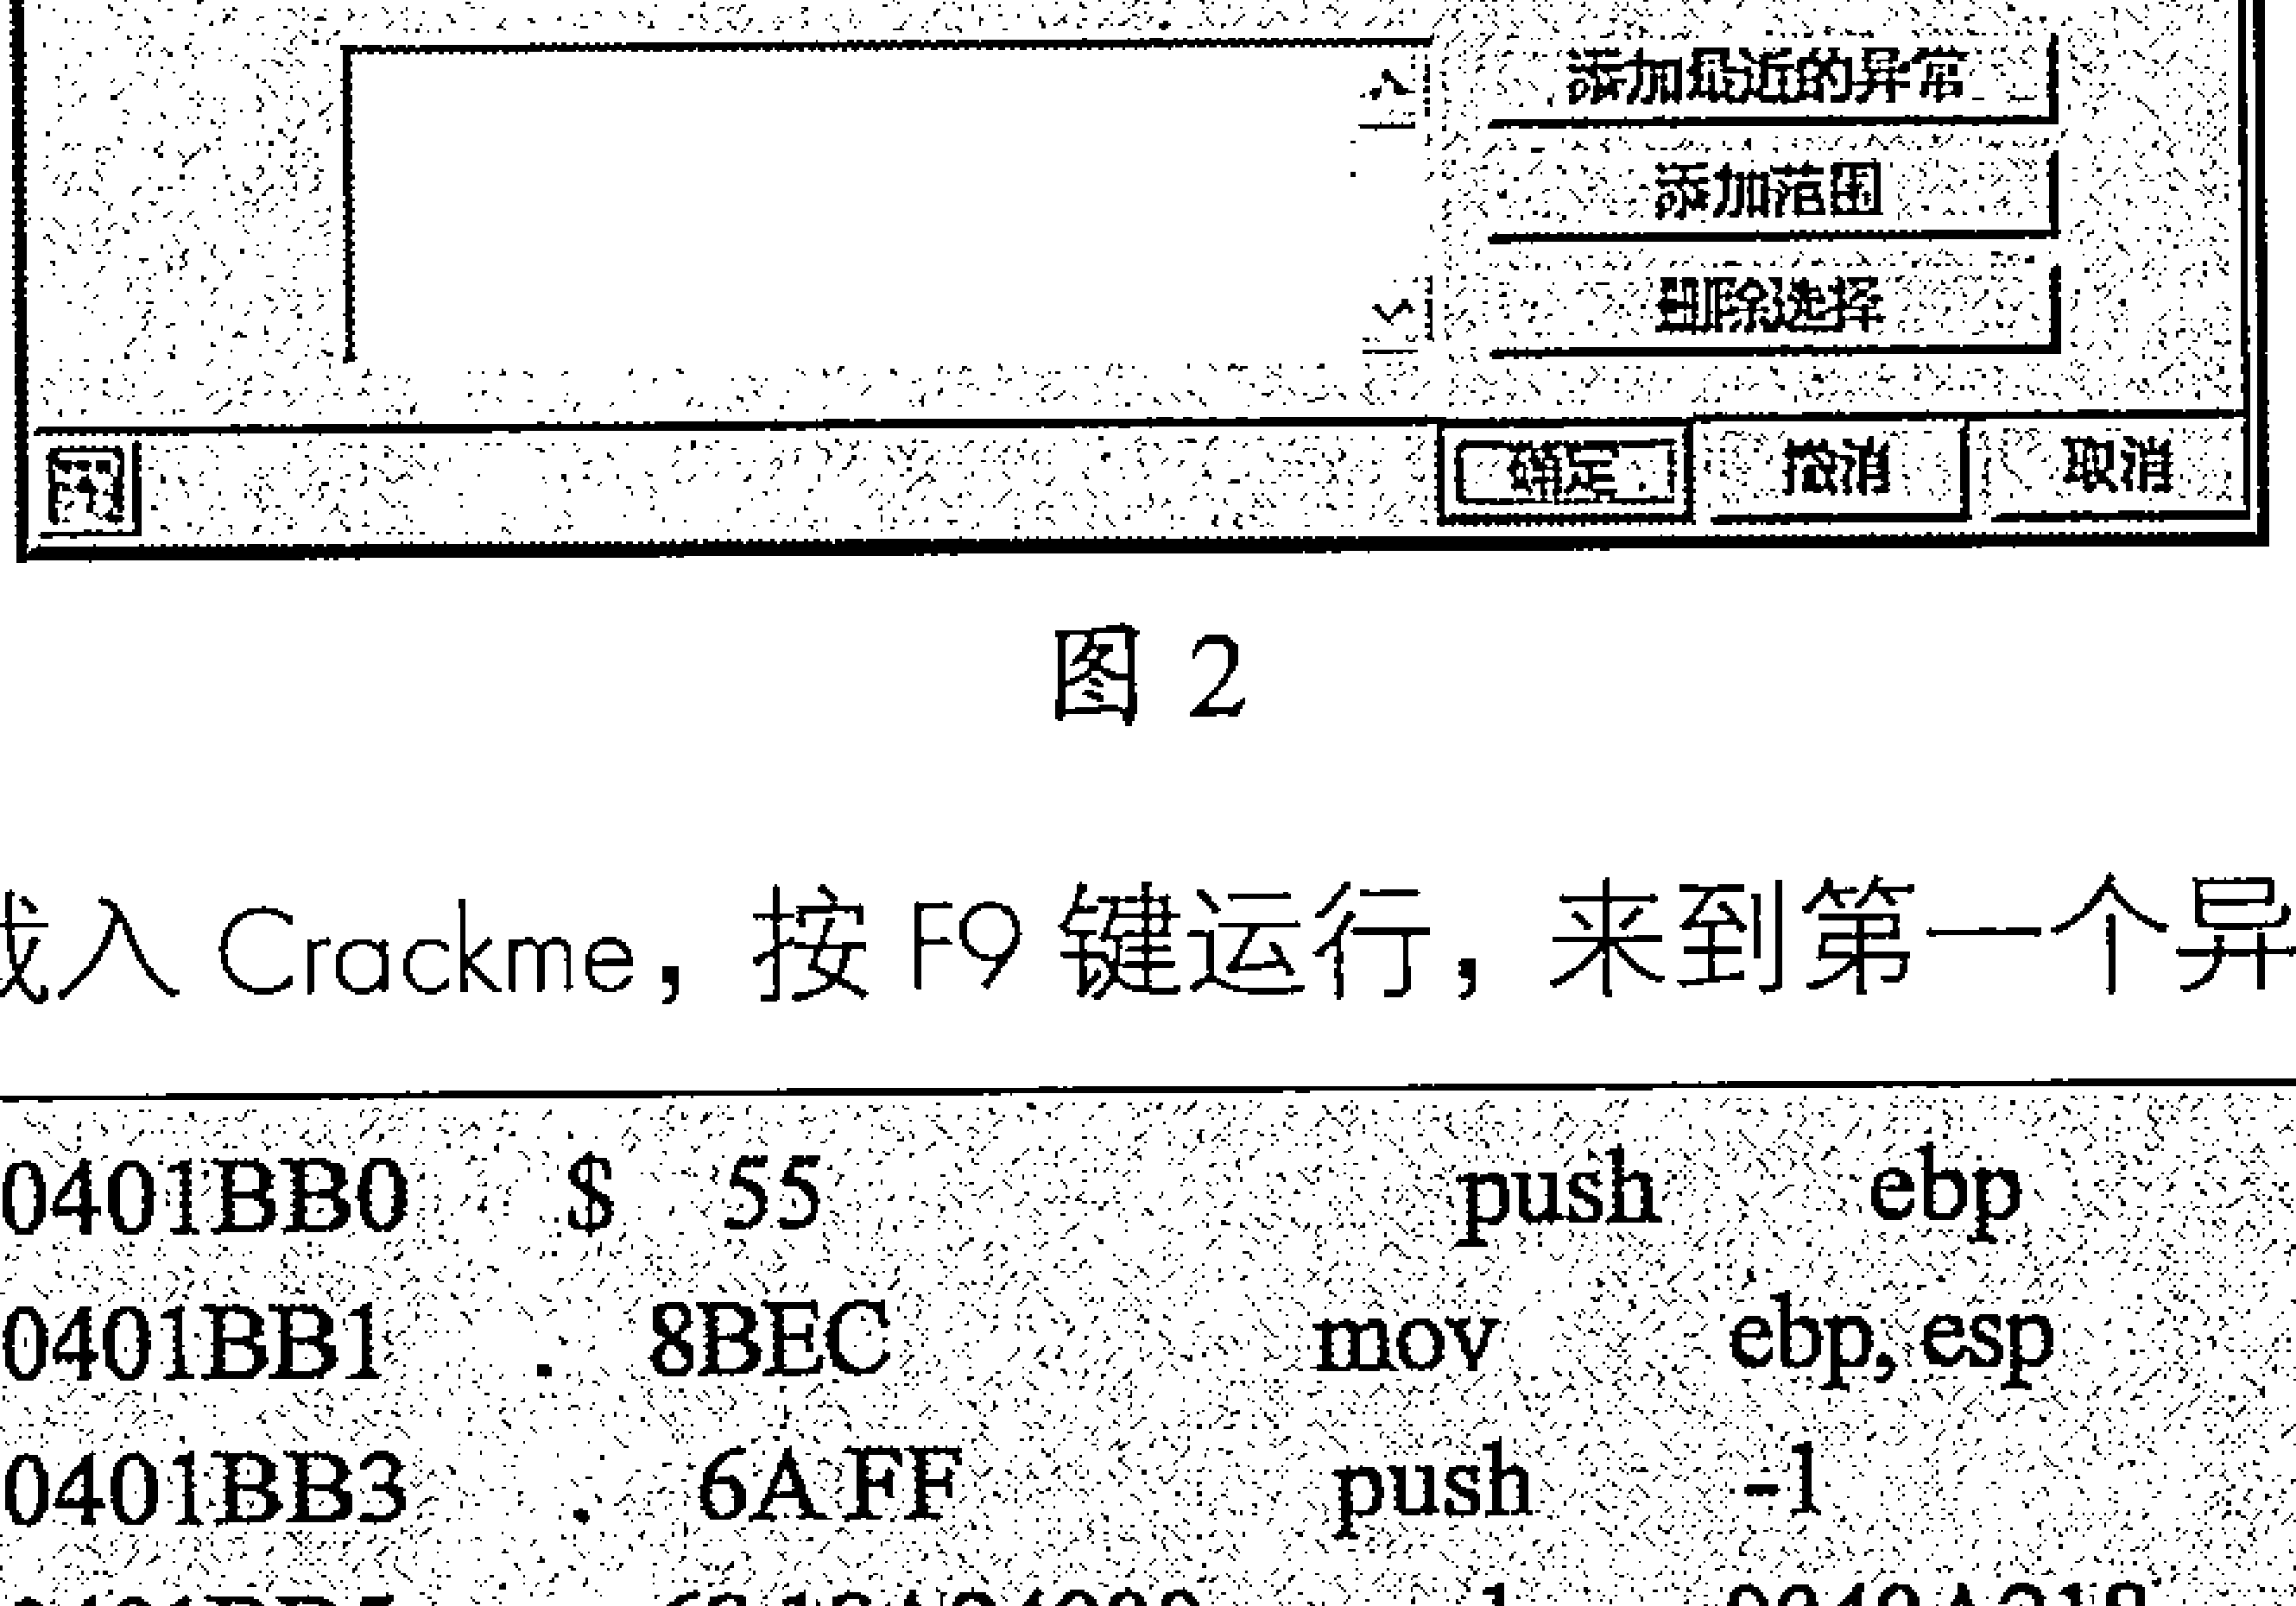 添加最近的异常
添加范围
删除选择
确定 撤消 取消
图 2
载入 Crackme，按 F9 键运行，来到第一个异
0401BB0 $ 55 push ebp
0401BB1 . 8BEC mov ebp, esp
0401BB3 . 6A FF push -1